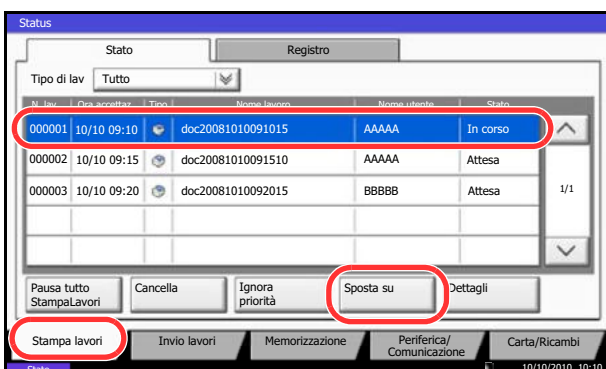 Status
Stato Registro
Tipo di lav Tutto
N. lav. Ora accettaz. Tipo Nome lavoro Nome utente Stato
000001 10/10 09:10 doc20081010091015 AAAAA In corso
000002 10/10 09:15 doc20081010091510 AAAAA Attesa
000003 10/10 09:20 doc20081010092015 BBBBB Attesa
1/1
Pausa tutto Cancella Ignora Sposta su Dettagli
StampaLavori priorità
Stampa lavori Invio lavori Memorizzazione Periferica/ Carta/Ricambi
Comunicazione
Stato 10/10/2010 10:10